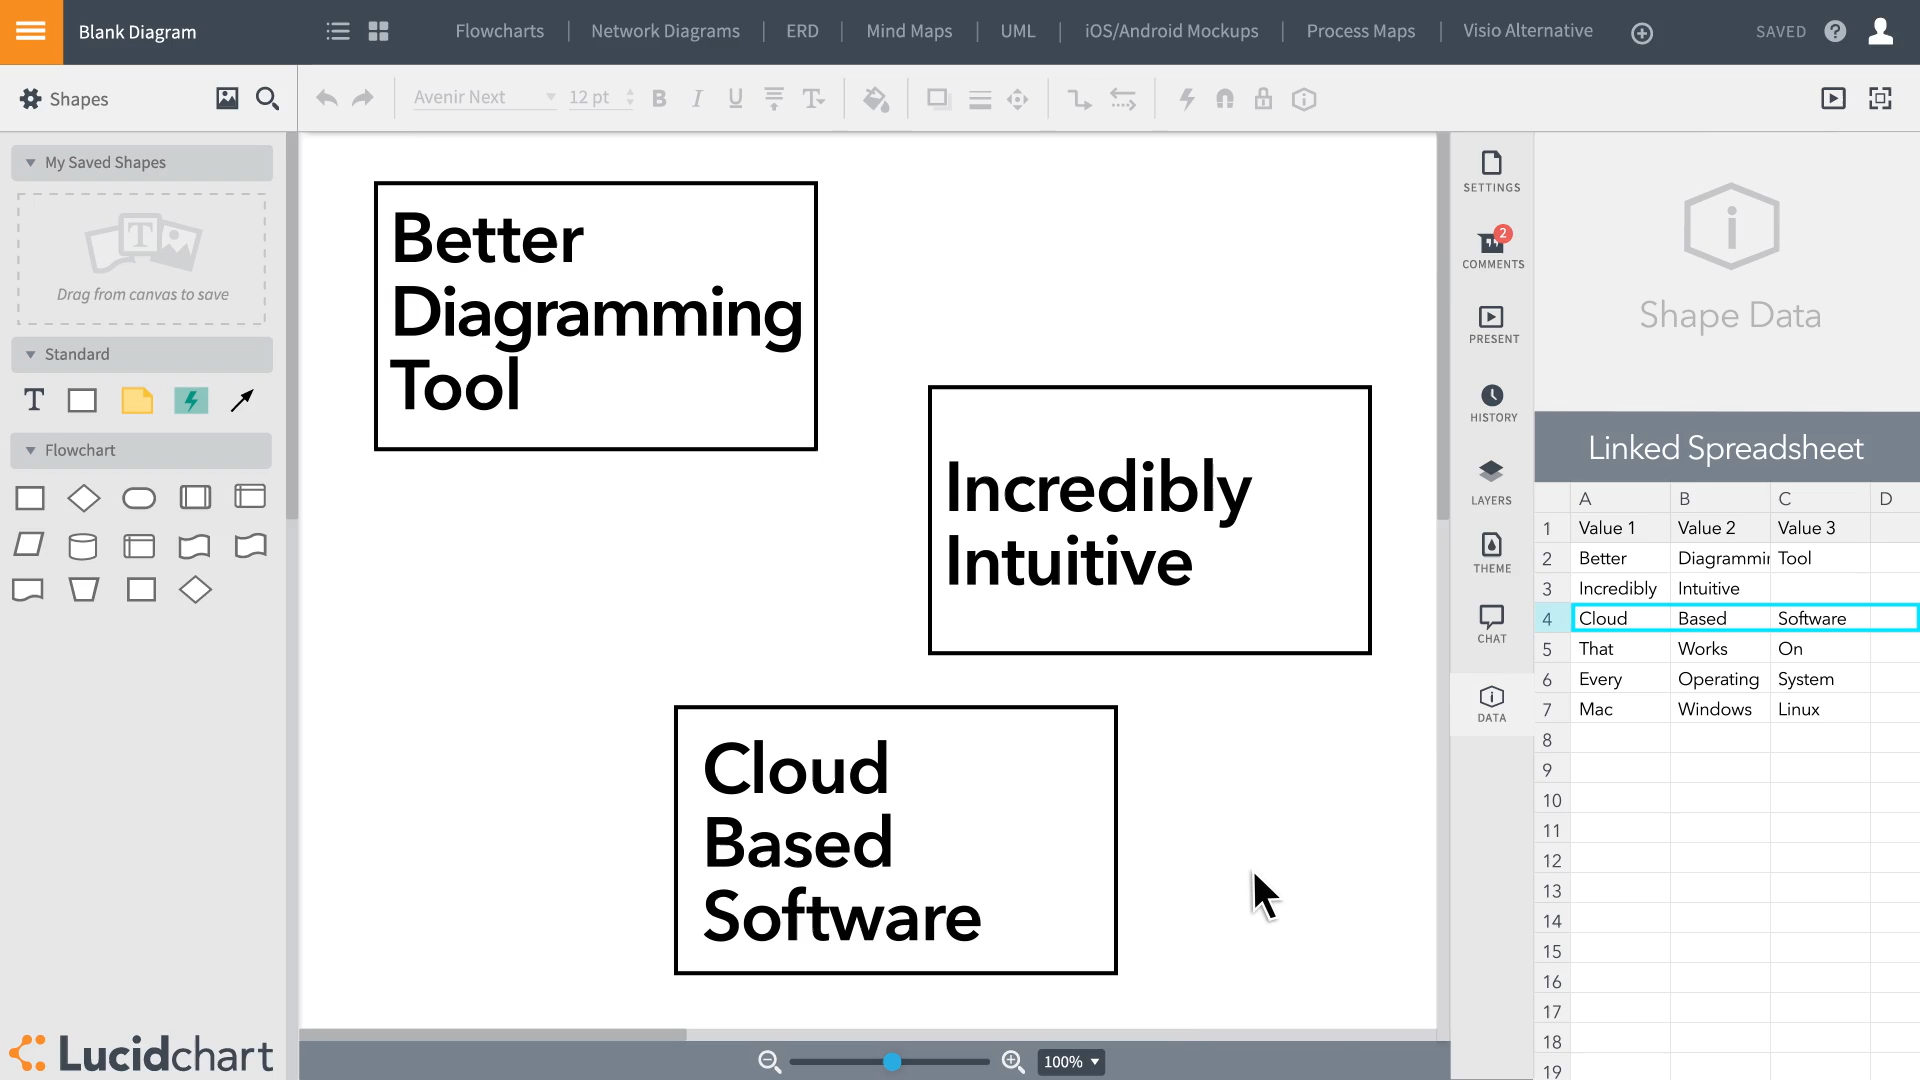 Blank Diagram
Flowcharts
Network Diagrams
ERD
Mind Maps
UML
iOS/Android Mockups
Process Maps
Visio Alternative
SAVED
Shapes
Avenir Next
12 pt
My Saved Shapes
Drag from canvas to save
Standard
Flowchart
Better
Diagramming
Tool
Incredibly
Intuitive
Cloud
Based
Software
SETTINGS
2
COMMENTS
PRESENT
HISTORY
LAYERS
THEME
CHAT
DATA
Shape Data
Linked Spreadsheet
A B C D
1 Value 1 Value 2 Value 3
2 Better Diagrammin Tool
3 Incredibly Intuitive
4 Cloud Based Software
5 That Works On
6 Every Operating System
7 Mac Windows Linux
8
9
10
11
12
13
14
15
16
17
18
19
Lucidchart
100%